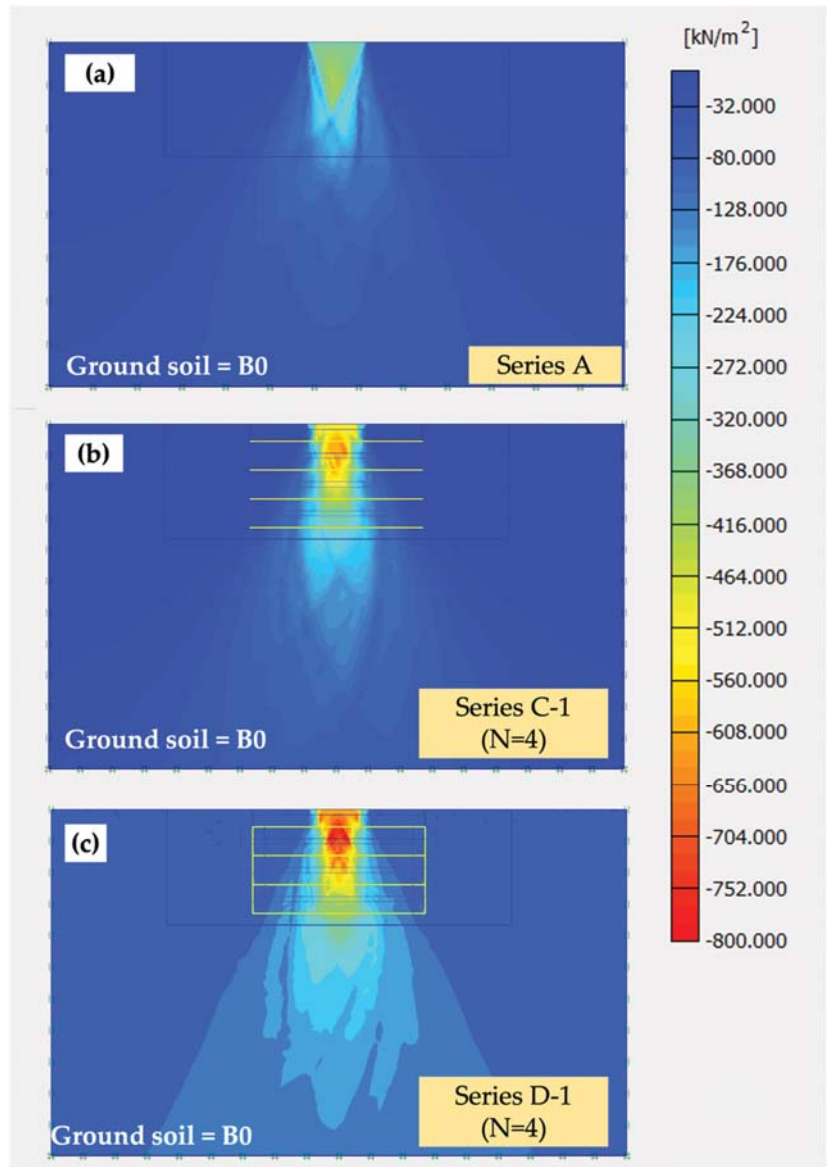 [kN/m²]
(a)
Ground soil = B0
Series A
(b)
Ground soil = B0
Series C-1
(N=4)
(c)
Ground soil = B0
Series D-1
(N=4)
-32.000
-80.000
-128.000
-176.000
-224.000
-272.000
-320.000
-368.000
-416.000
-464.000
-512.000
-560.000
-608.000
-656.000
-704.000
-752.000
-800.000